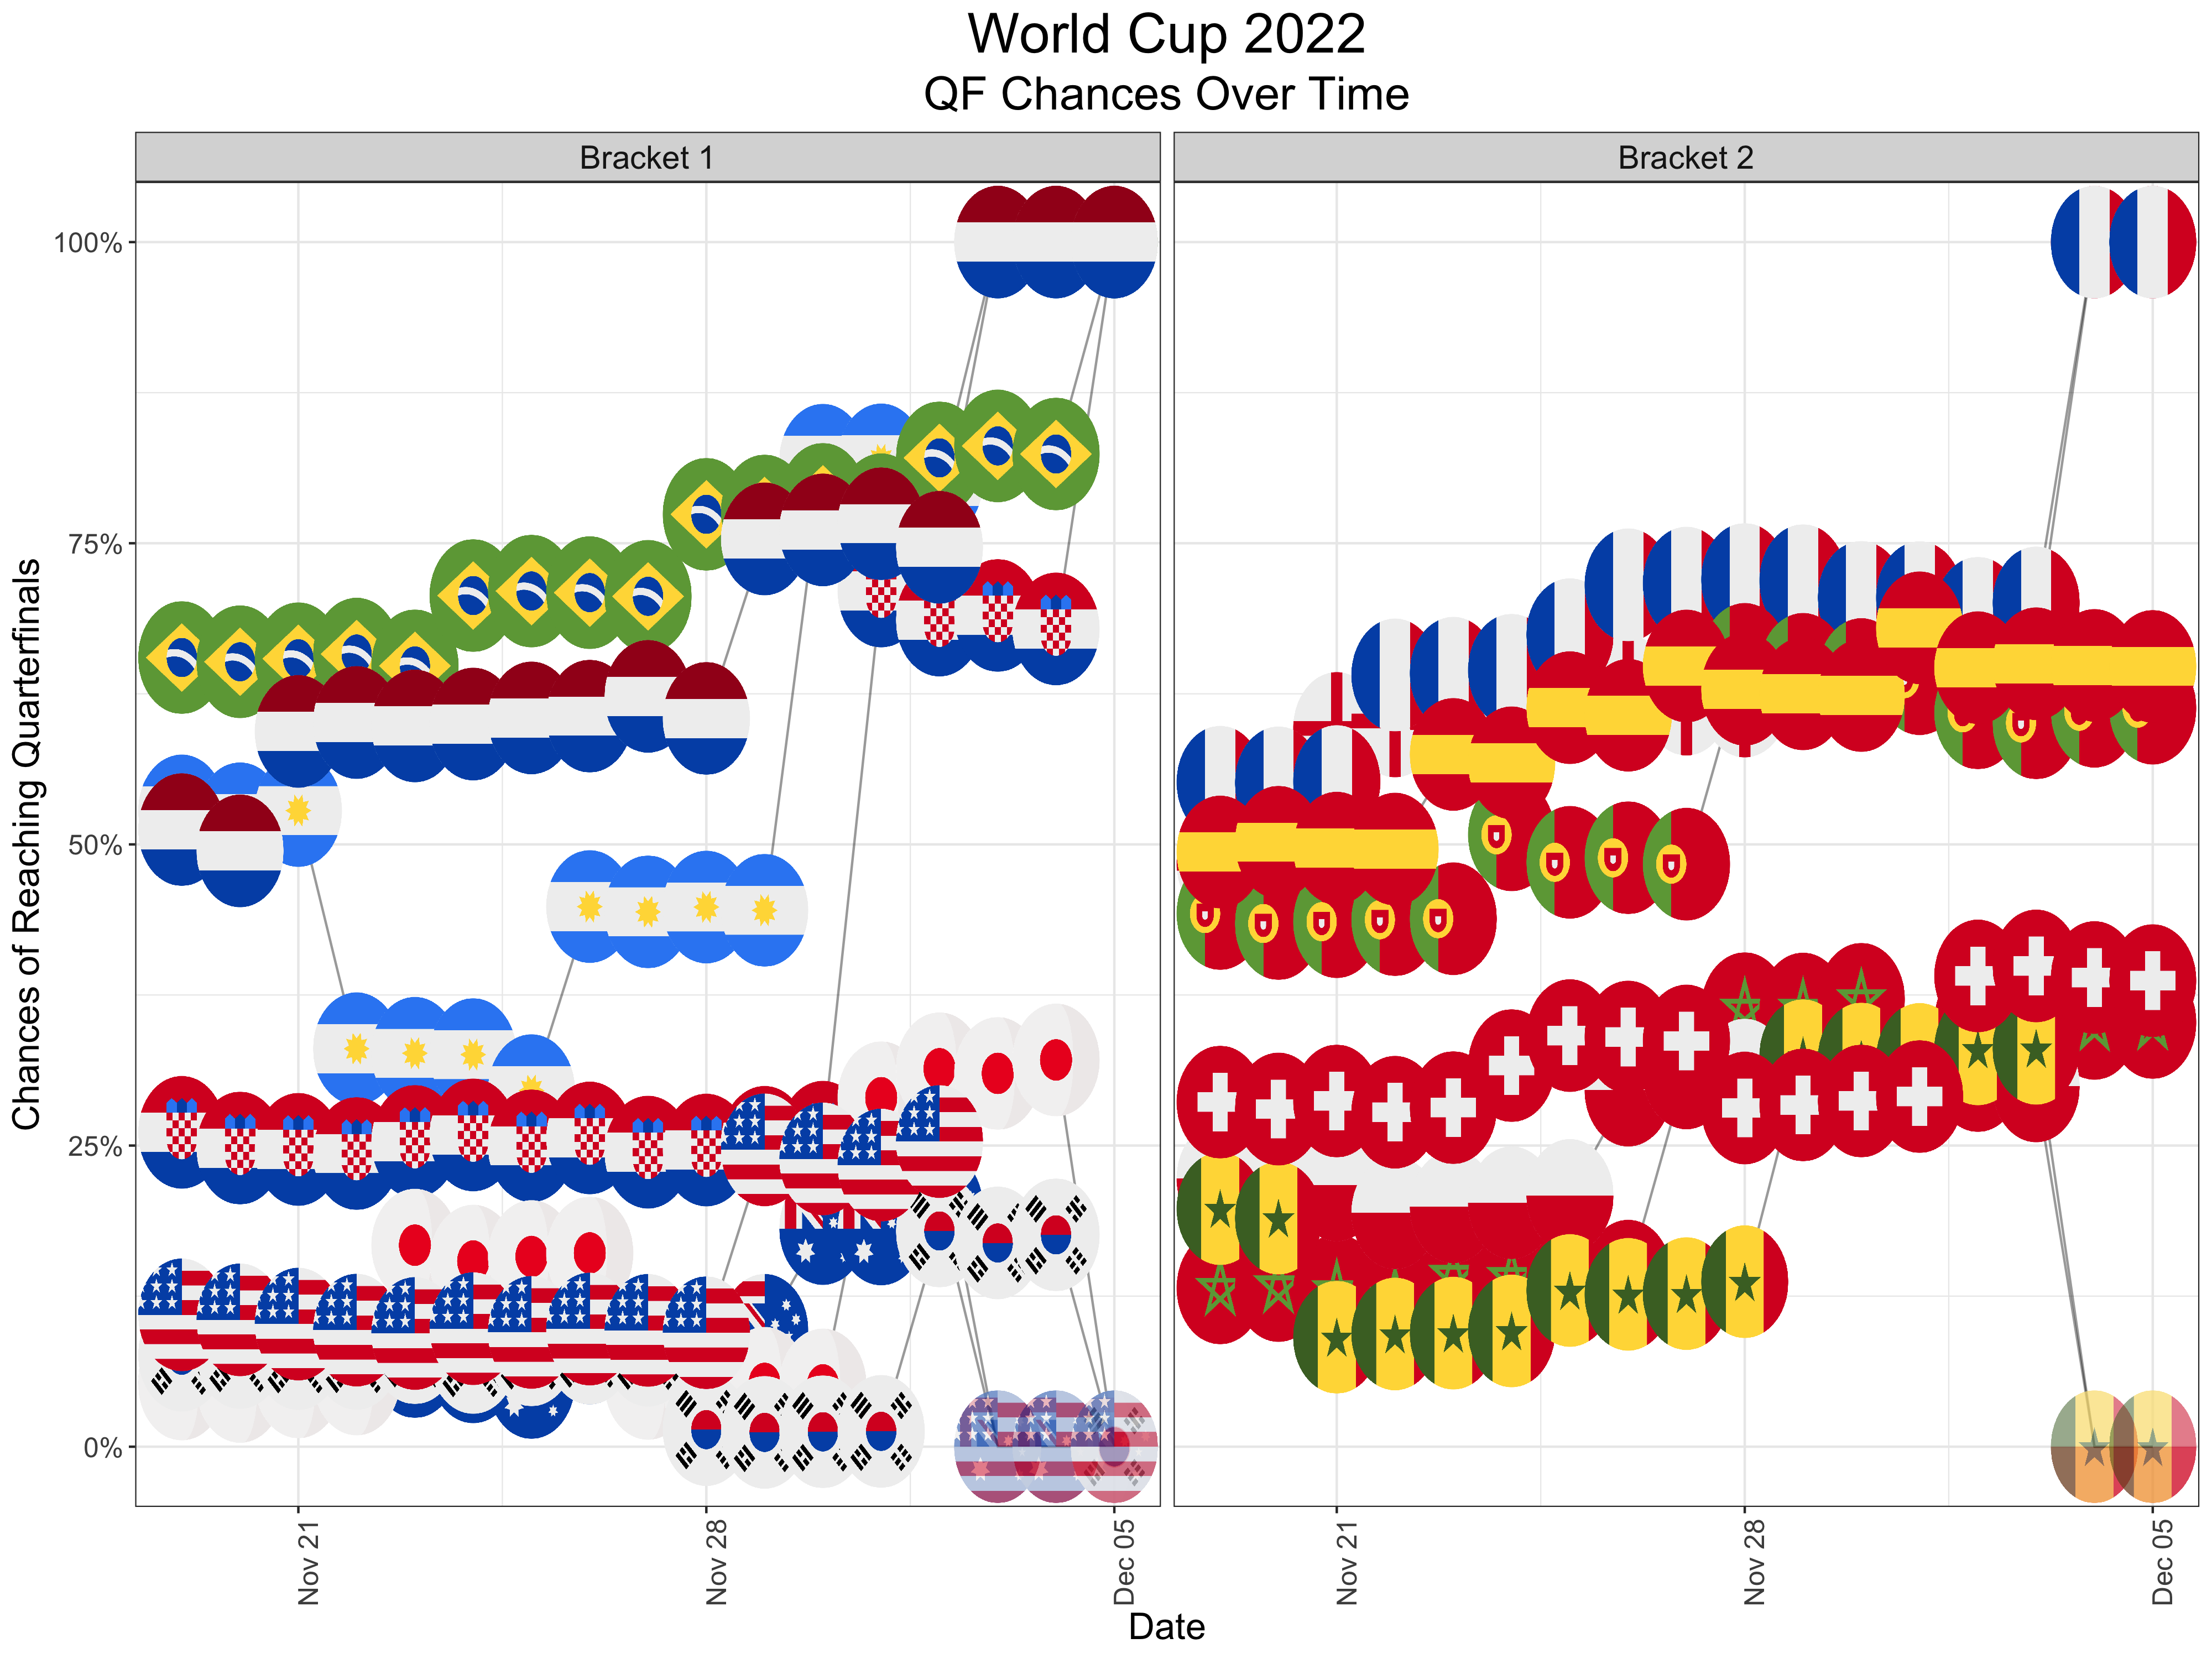 World Cup 2022
QF Chances Over Time
Bracket 1
Bracket 2
Chances of Reaching Quarterfinals
100%
75%
50%
25%
0%
Nov 21
Nov 28
Dec 05
Nov 21
Nov 28
Dec 05
Date